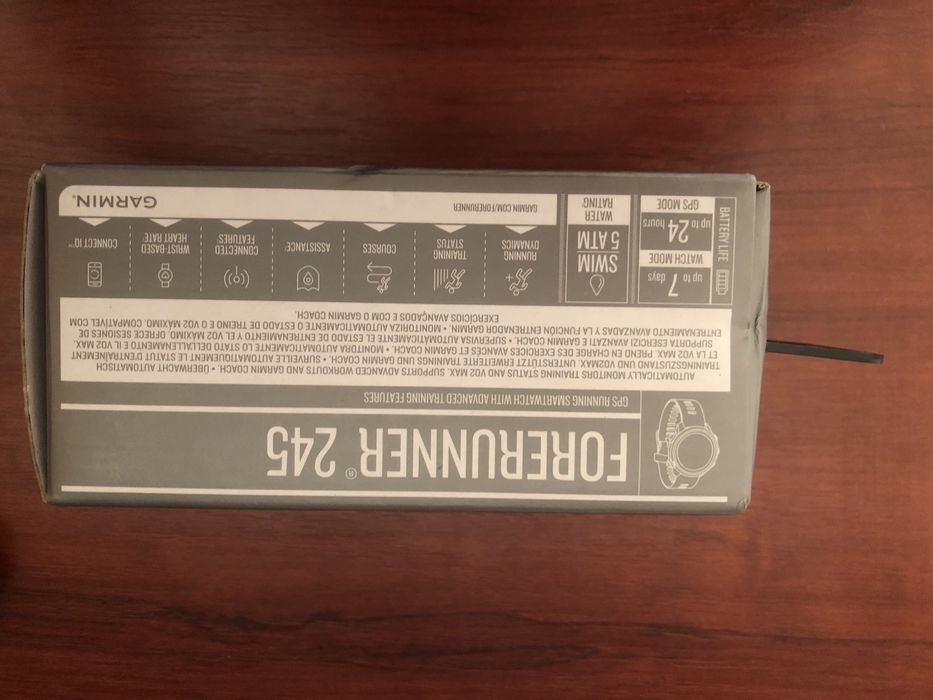 FORERUNNER® 245
GPS RUNNING SMARTWATCH WITH ADVANCED TRAINING FEATURES
AUTOMATICALLY MONITORS TRAINING STATUS AND VO2 MAX. SUPPORTS ADVANCED WORKOUTS AND GARMIN COACH. • ÜBERWACHT AUTOMATISCH
TRAININGSZUSTAND UND VO2MAX. UNTERSTÜTZT ERWEITERTE TRAININGS UND GARMIN COACH. • SURVEILLE AUTOMATIQUEMENT LE STATUT D'ENTRAÎNEMENT
ET LA VO2 MAX. PREND EN CHARGE DES EXERCICES AVANCÉS ET GARMIN COACH. • MONITORA AUTOMATICAMENTE LO STATO DELL'ALLENAMENTO E IL VO2 MAX.
SUPPORTA ESERCIZI AVANZATI E GARMIN COACH. • SUPERVISA AUTOMÁTICAMENTE EL ESTADO DE ENTRENAMIENTO Y EL VO2 MÁXIMO. OFRECE SESIONES DE
ENTRENAMIENTO AVANZADAS Y LA FUNCIÓN ENTRENADOR GARMIN. • MONITORIZA AUTOMATICAMENTE O ESTADO DE TREINO E O VO2 MÁXIMO. COMPATÍVEL COM
EXERCÍCIOS AVANÇADOS E COM O GARMIN COACH.
BATTERY LIFE
up to 7 days
WATCH MODE
up to 24 hours
GPS MODE
SWIM
5 ATM
WATER
RATING
RUNNING
DYNAMICS
TRAINING
STATUS
COURSES
ASSISTANCE
CONNECTED
FEATURES
WRIST-BASED
HEART RATE
CONNECT IQ™
GARMIN.COM/FORERUNNER
GARMIN.